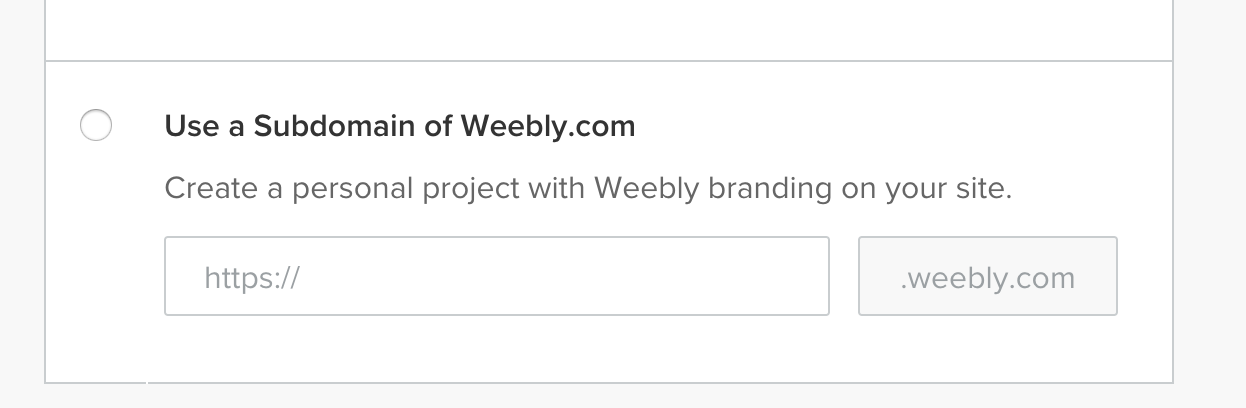 Use a Subdomain of Weebly.com
Create a personal project with Weebly branding on your site.
https:// .weebly.com